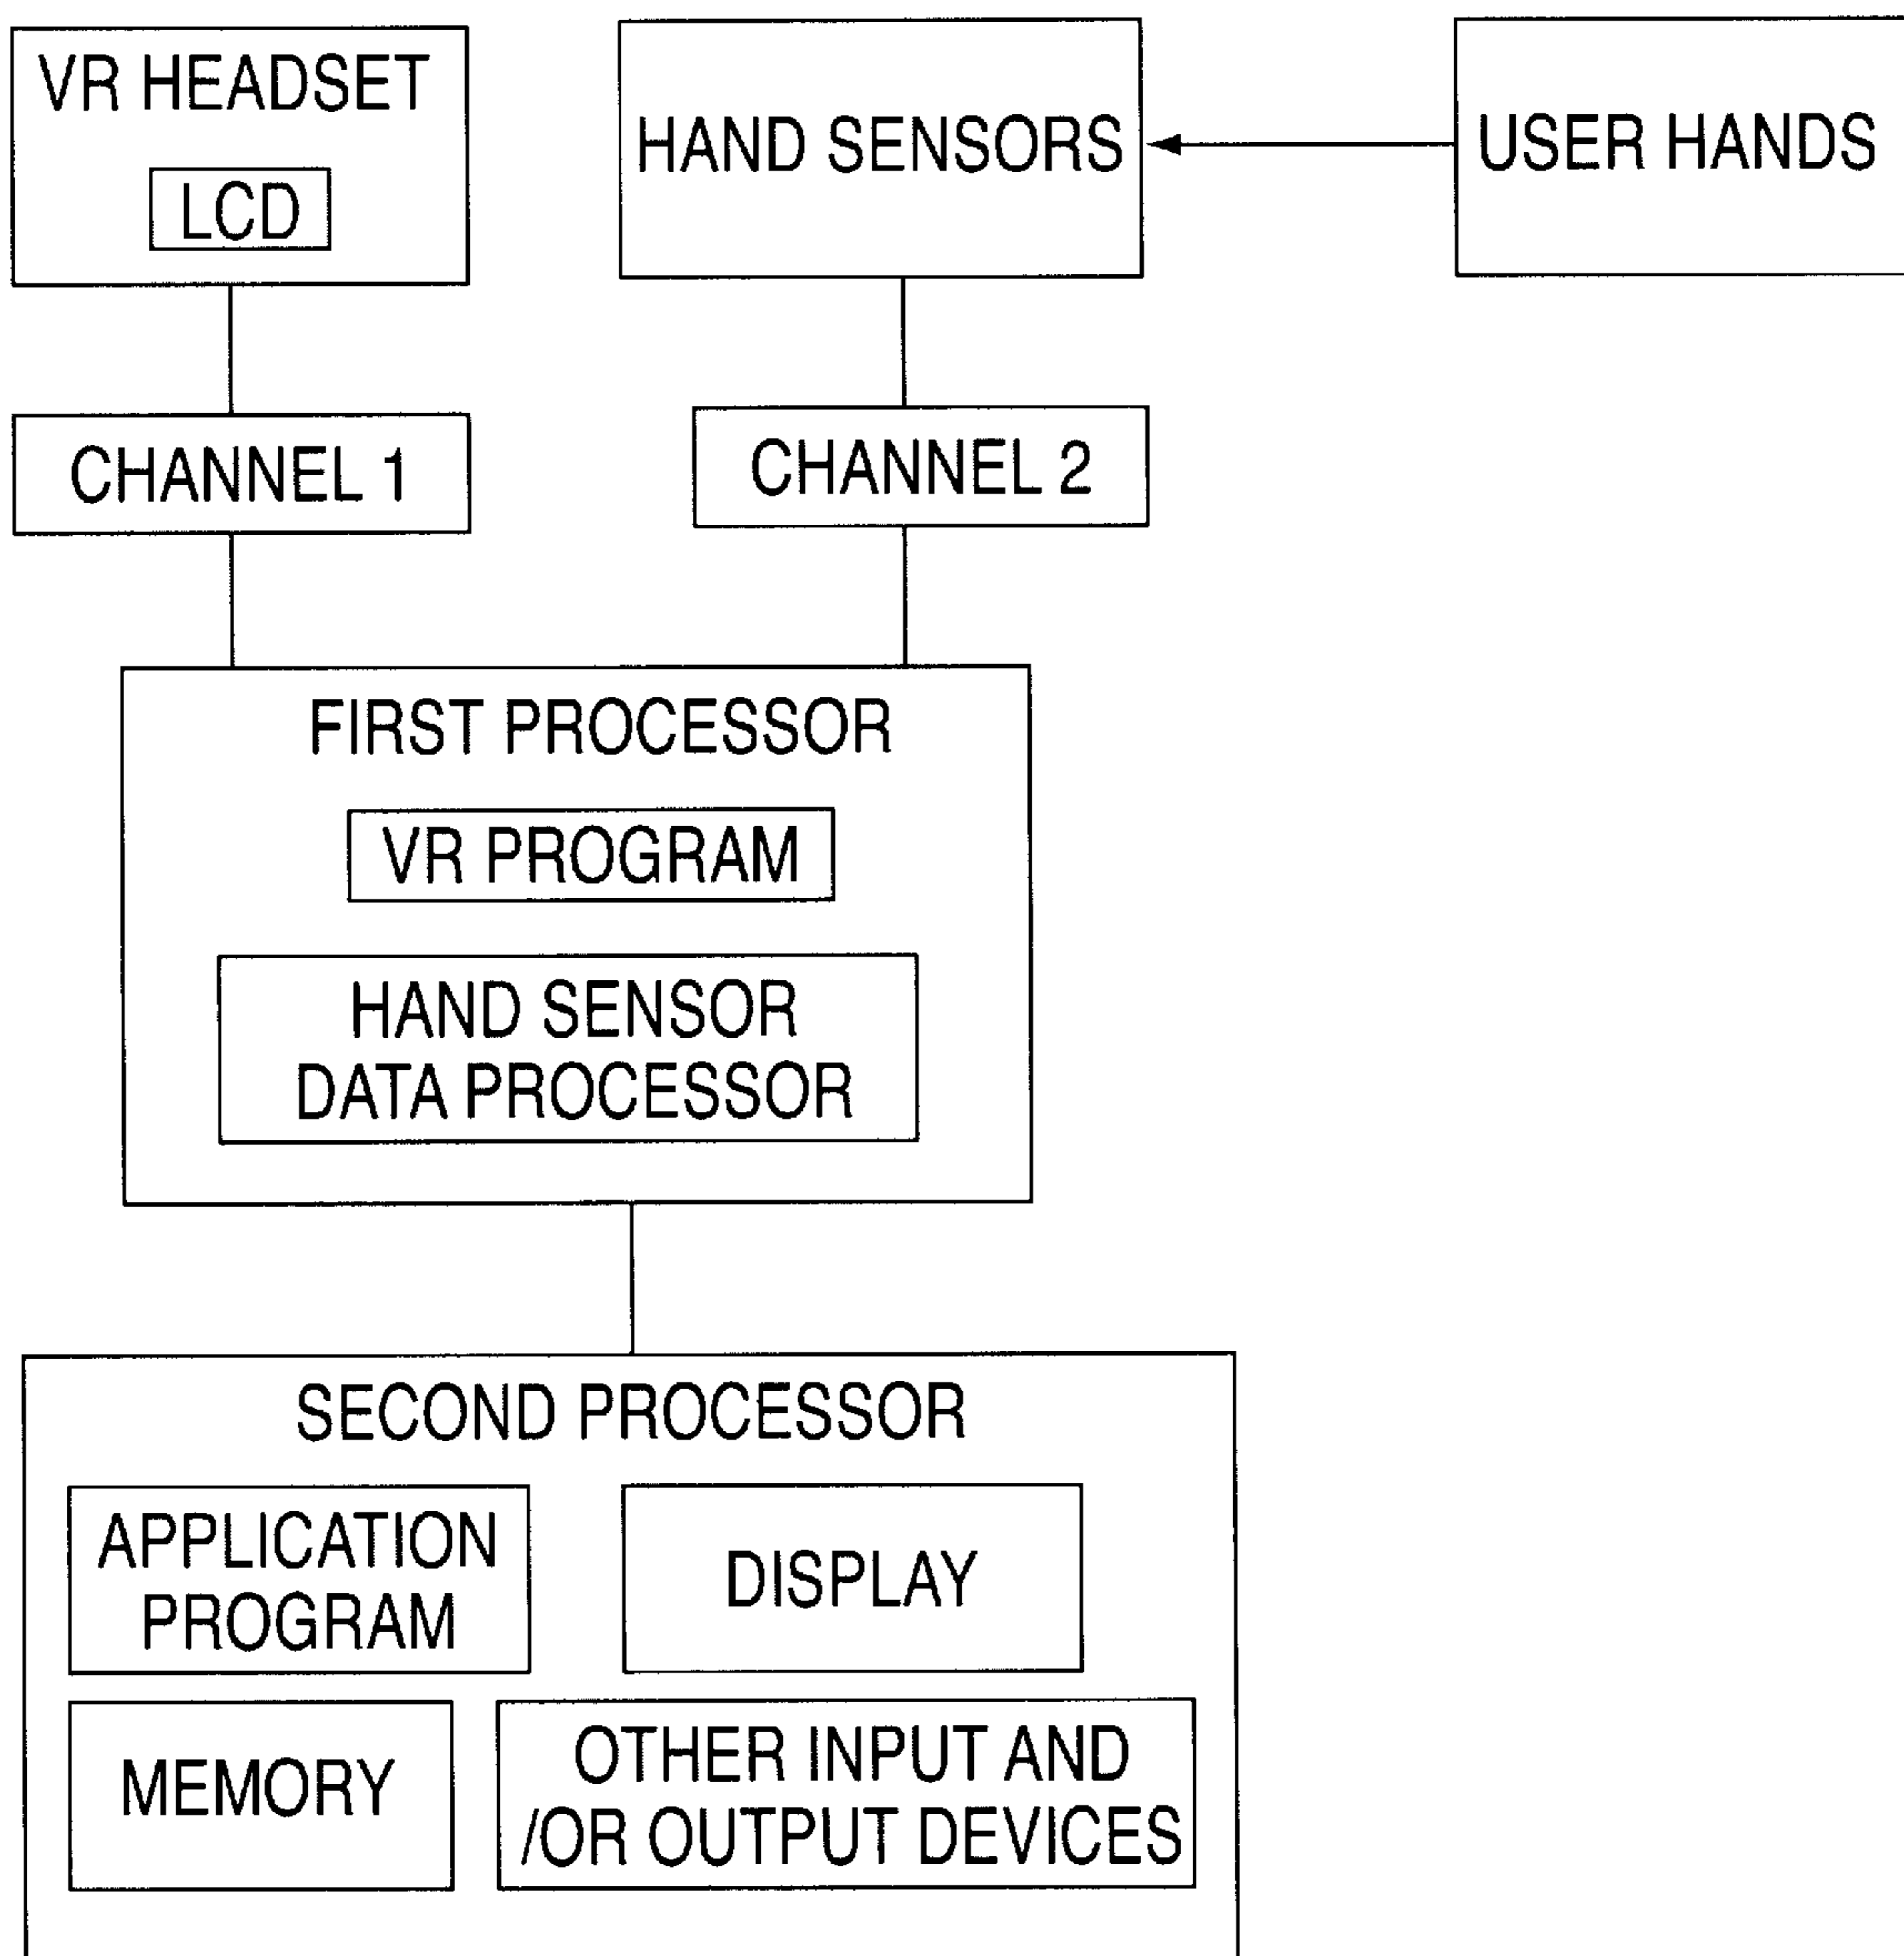 VR HEADSET
LCD
HAND SENSORS
USER HANDS
CHANNEL 1
CHANNEL 2
FIRST PROCESSOR
VR PROGRAM
HAND SENSOR
DATA PROCESSOR
SECOND PROCESSOR
APPLICATION
PROGRAM
DISPLAY
MEMORY
OTHER INPUT AND
/OR OUTPUT DEVICES